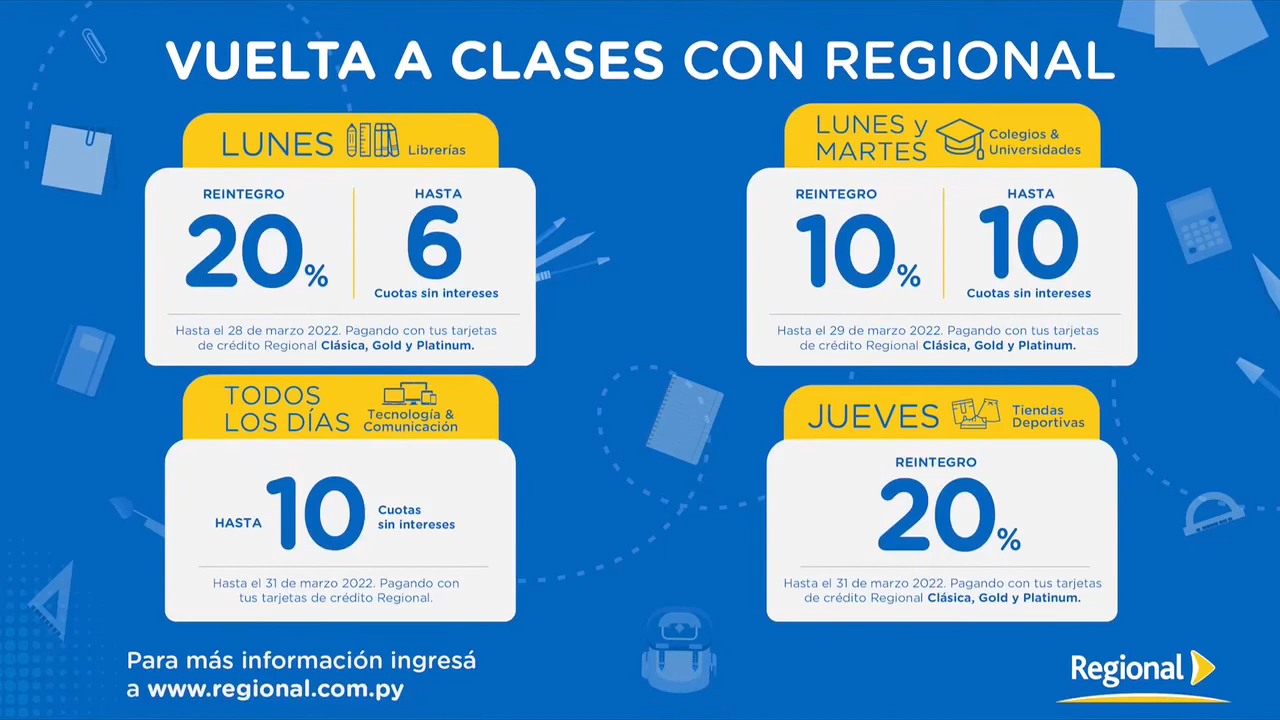 VUELTA A CLASES CON REGIONAL
LUNES
Librerías
REINTEGRO
20%
HASTA
6
Cuotas sin intereses
Hasta el 28 de marzo 2022. Pagando con tus tarjetas
de crédito Regional Clásica, Gold y Platinum.
LUNES y
MARTES
Colegios &
Universidades
REINTEGRO
10%
HASTA
10
Cuotas sin intereses
Hasta el 29 de marzo 2022. Pagando con tus tarjetas
de crédito Regional Clásica, Gold y Platinum.
TODOS
LOS DÍAS
Tecnología &
Comunicación
HASTA 10
Cuotas
sin intereses
Hasta el 31 de marzo 2022. Pagando con
tus tarjetas de crédito Regional.
JUEVES
Tiendas
Deportivas
REINTEGRO
20%
Hasta el 31 de marzo 2022. Pagando con tus tarjetas
de crédito Regional Clásica, Gold y Platinum.
Para más información ingresá
a www.regional.com.py
Regional